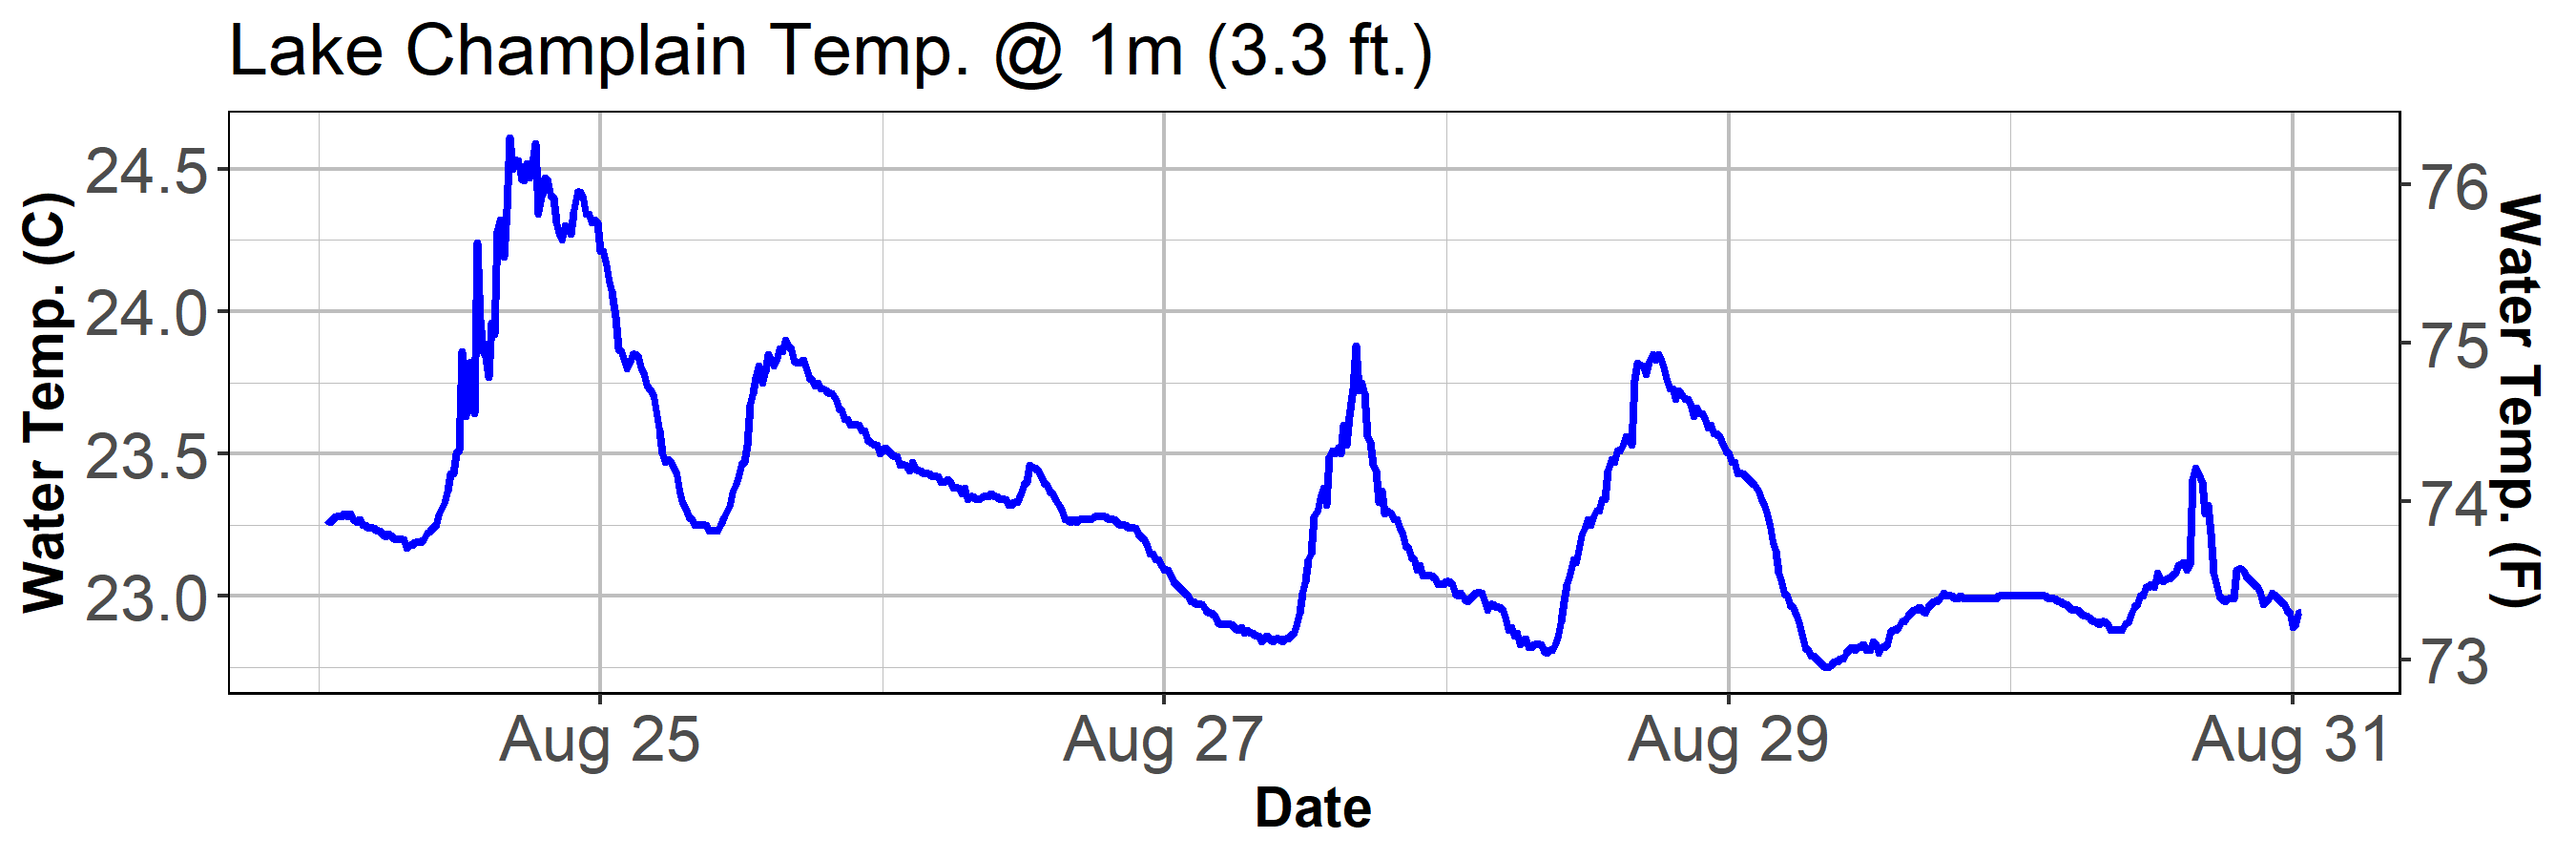 Lake Champlain Temp. @ 1m (3.3 ft.)
Water Temp. (C)
24.5
24.0
23.5
23.0
76
75
74
73
Water Temp. (F)
Aug 25
Aug 27
Aug 29
Aug 31
Date